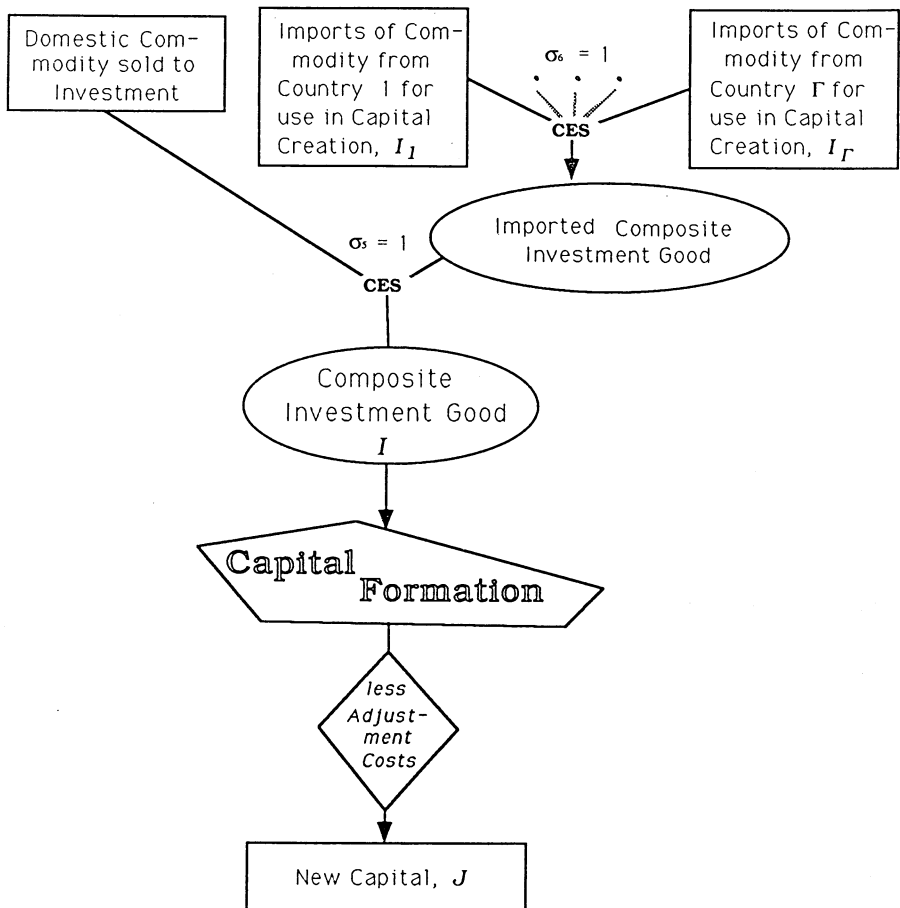 Domestic Com-
modity sold to
Investment
Imports of Com-
modity from
Country 1 for
use in Capital
Creation, I1
σ6 = 1
CES
Imports of Com-
modity from
Country Γ for
use in Capital
Creation, IΓ
Imported Composite
Investment Good
σ5 = 1
CES
Composite
Investment Good
I
Capital
Formation
less
Adjust-
ment
Costs
New Capital, J